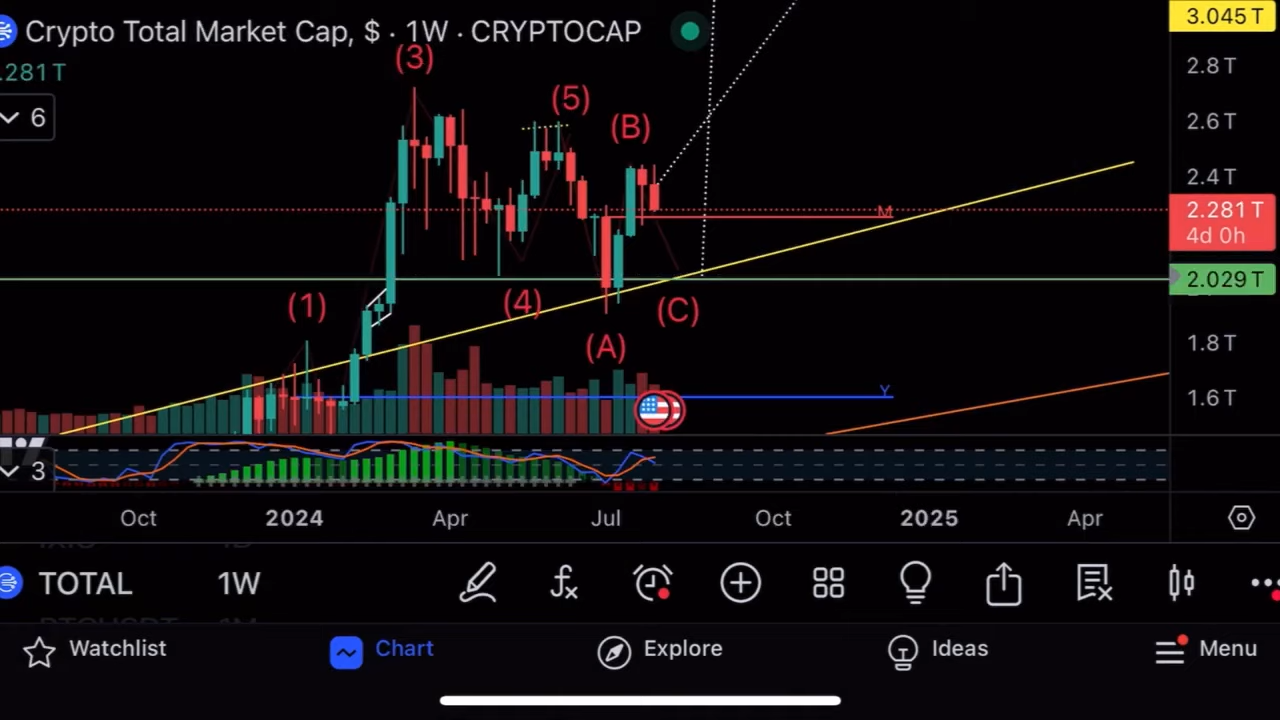 Crypto Total Market Cap, $ · 1W · CRYPTOCAP
3.045 T
.281 T
2.8 T
6
2.6 T
2.4 T
2.281 T
4d 0h
2.029 T
1.8 T
1.6 T
(3)
(5)
(B)
M
(1)
(4)
(C)
(A)
Y
3
Oct
2024
Apr
Jul
Oct
2025
Apr
TOTAL
1W
Watchlist
Chart
Explore
Ideas
Menu